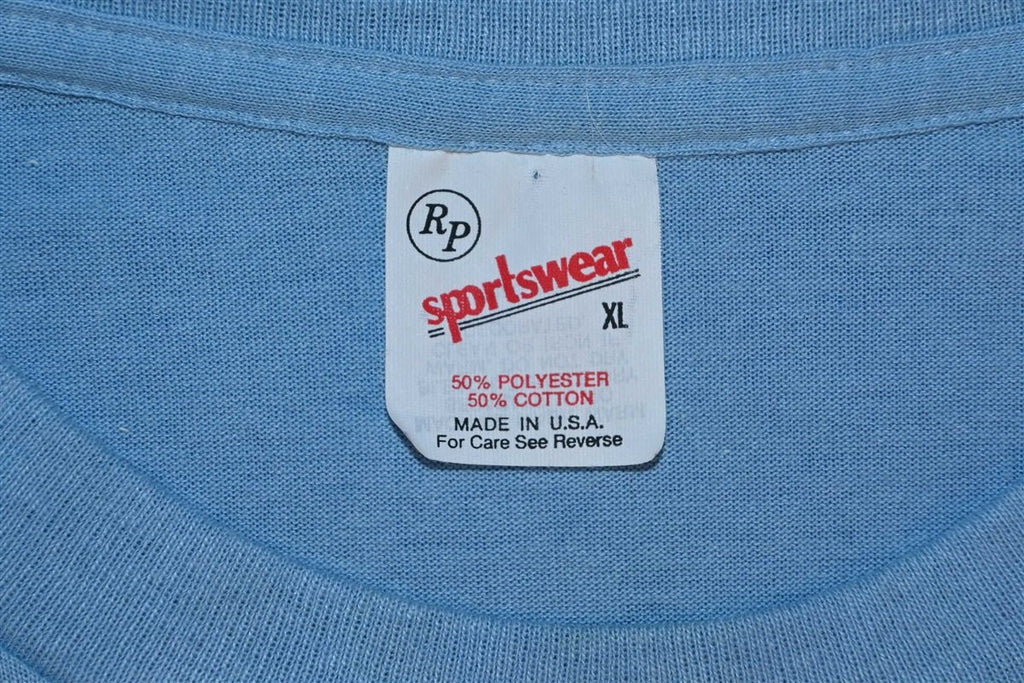 RP
sportswear
XL
50% POLYESTER
50% COTTON
MADE IN U.S.A.
For Care See Reverse